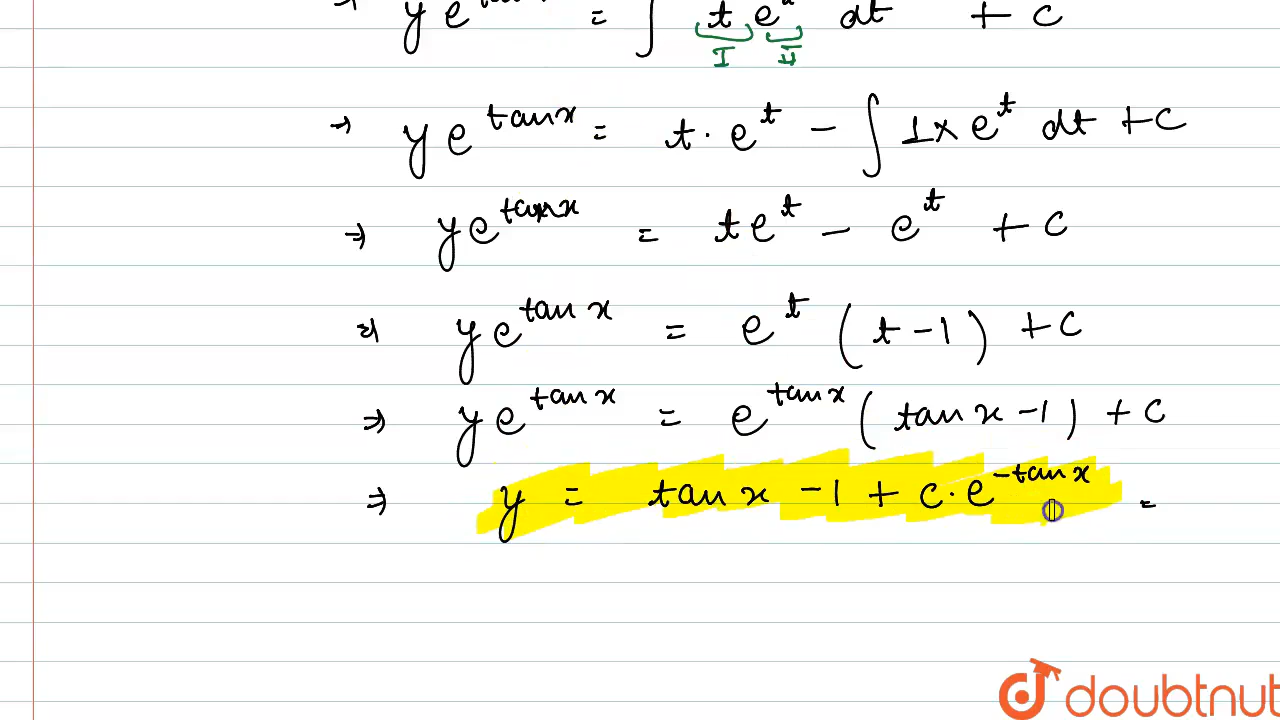 ⇒ y e^tan x = ∫ t e^t dt + c
I II
⇒ y e^tan x = t · e^t − ∫ 1 × e^t dt + c
⇒ y e^tan x = t e^t − e^t + c
⇒ y e^tan x = e^t (t − 1) + c
⇒ y e^tan x = e^tan x (tan x − 1) + c
⇒ y = tan x − 1 + c · e^−tan x =
doubtnut